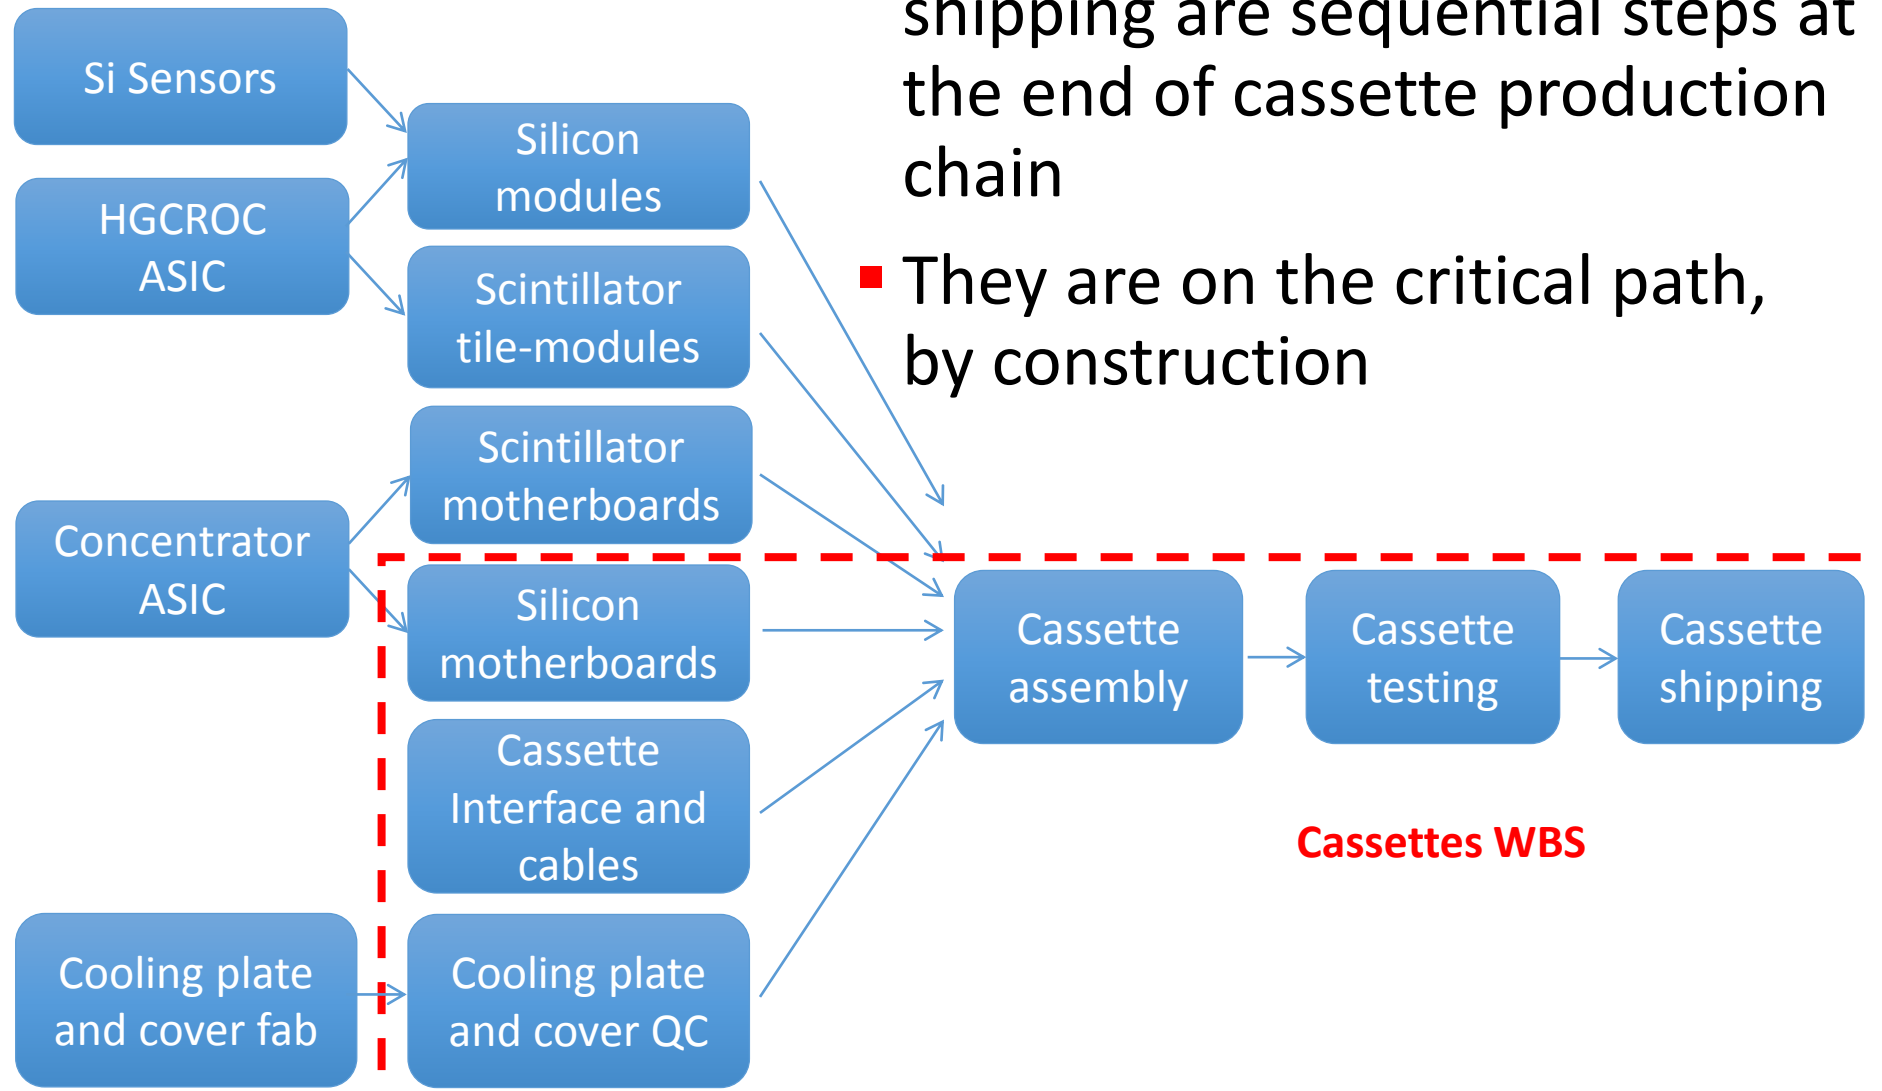 shipping are sequential steps at
the end of cassette production
chain
They are on the critical path,
by construction
Si Sensors
HGCROC
ASIC
Concentrator
ASIC
Cooling plate
and cover fab
Silicon
modules
Scintillator
tile-modules
Scintillator
motherboards
Silicon
motherboards
Cassette
Interface and
cables
Cooling plate
and cover QC
Cassette
assembly
Cassette
testing
Cassette
shipping
Cassettes WBS